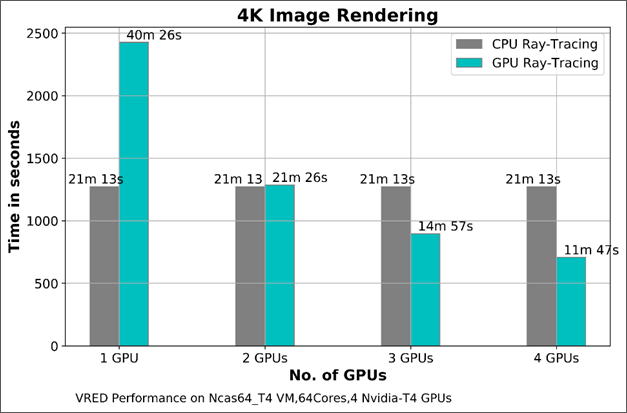 4K Image Rendering
CPU Ray-Tracing
GPU Ray-Tracing
Time in seconds
2500
2000
1500
1000
500
0
21m 13s
40m 26s
21m 13
21m 26s
21m 13s
14m 57s
21m 13s
11m 47s
1 GPU
2 GPUs
3 GPUs
4 GPUs
No. of GPUs
VRED Performance on Ncas64_T4 VM,64Cores,4 Nvidia-T4 GPUs